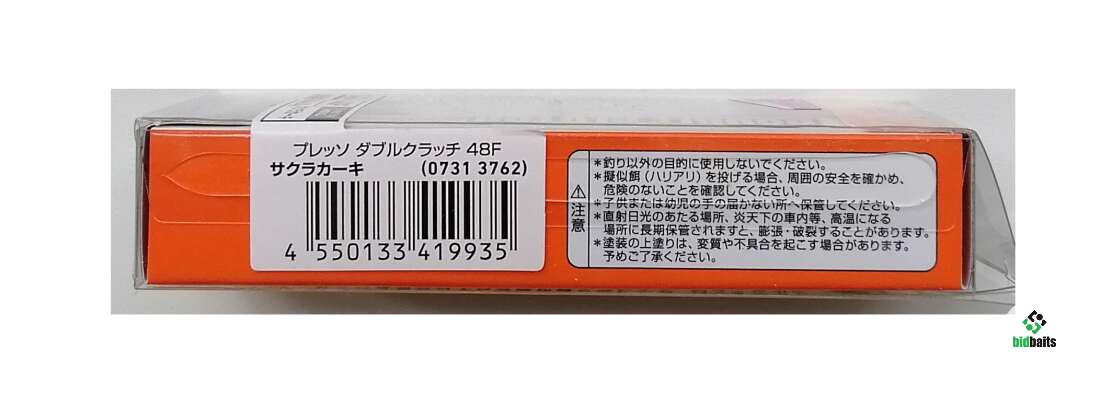 プレッソ ダブルクラッチ 48F
サクラカーキ (0731 3762)
4 550133 419935
⚠注意
*釣り以外の目的に使用しないでください。
*擬似餌(ハリアリ)を投げる場合、周囲の安全を確かめ、
危険のないことを確認してください。
*子供または幼児の手の届かない所へ保管してください。
*直射日光のあたる場所、炎天下の車内等、高温になる
場所に長期保管されますと、膨張・破裂することがあります。
*塗装の上塗りは、変質や不具合を起こす場合があります。
予めご了承ください。
bidbaits